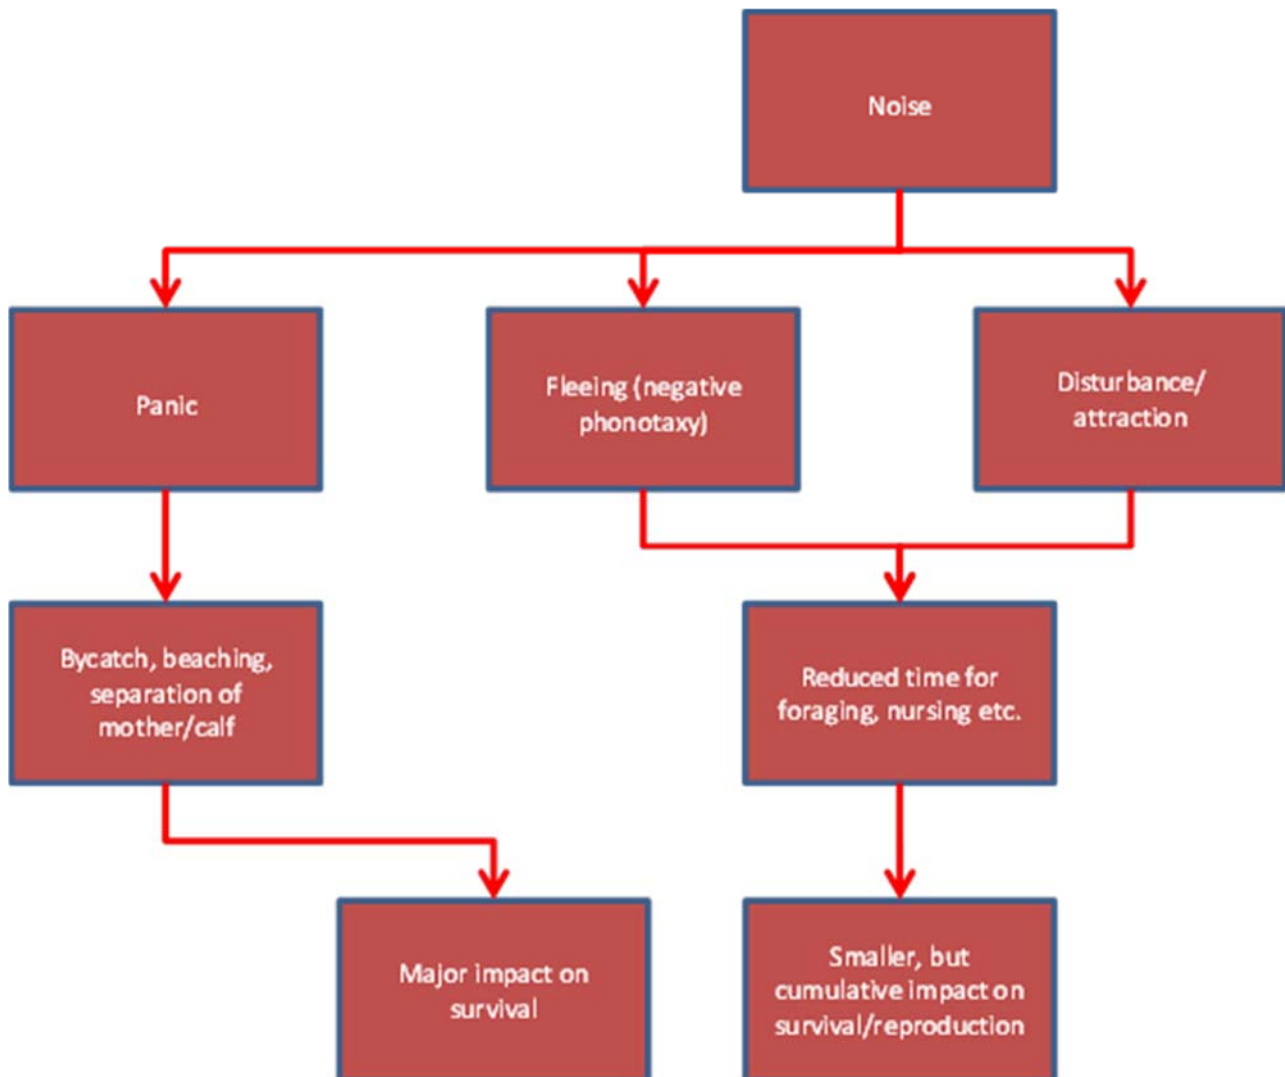 Noise
Panic
Fleeing (negative
phonotaxy)
Disturbance/
attraction
Bycatch, beaching,
separation of
mother/calf
Reduced time for
foraging, nursing etc.
Major impact on
survival
Smaller, but
cumulative impact on
survival/reproduction